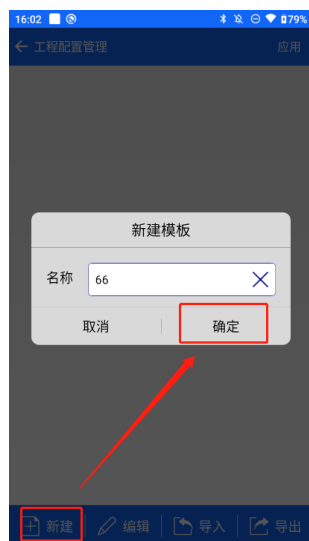 16:02 79%
工程配置管理 应用
新建模板
名称 66
取消 确定
新建 编辑 导入 导出